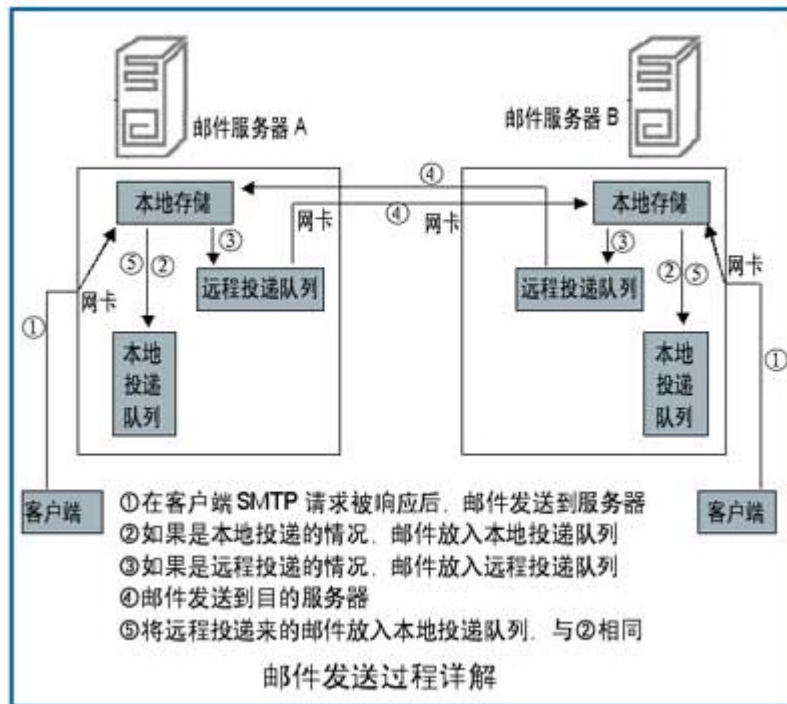 邮件服务器 A
邮件服务器 B
④
本地存储
④
网卡
网卡
本地存储
③
③
⑤②
②⑤
网卡
远程投递队列
远程投递队列
网卡
①
本地
投递
队列
本地
投递
队列
①
客户端
客户端
①在客户端 SMTP 请求被响应后，邮件发送到服务器
②如果是本地投递的情况，邮件放入本地投递队列
③如果是远程投递的情况，邮件放入远程投递队列
④邮件发送到目的服务器
⑤将远程投递来的邮件放入本地投递队列，与②相同
邮件发送过程详解